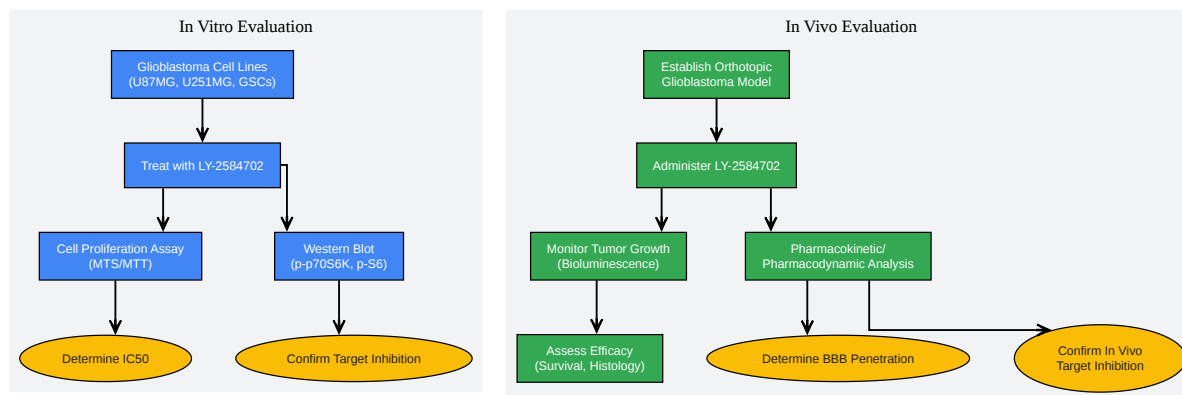 In Vitro Evaluation
Glioblastoma Cell Lines
(U87MG, U251MG, GSCs)
Treat with LY-2584702
Cell Proliferation Assay
(MTS/MTT)
Western Blot
(p-p70S6K, p-S6)
Determine IC50
Confirm Target Inhibition
In Vivo Evaluation
Establish Orthotopic
Glioblastoma Model
Administer LY-2584702
Monitor Tumor Growth
(Bioluminescence)
Pharmacokinetic/
Pharmacodynamic Analysis
Assess Efficacy
(Survival, Histology)
Determine BBB Penetration
Confirm In Vivo
Target Inhibition